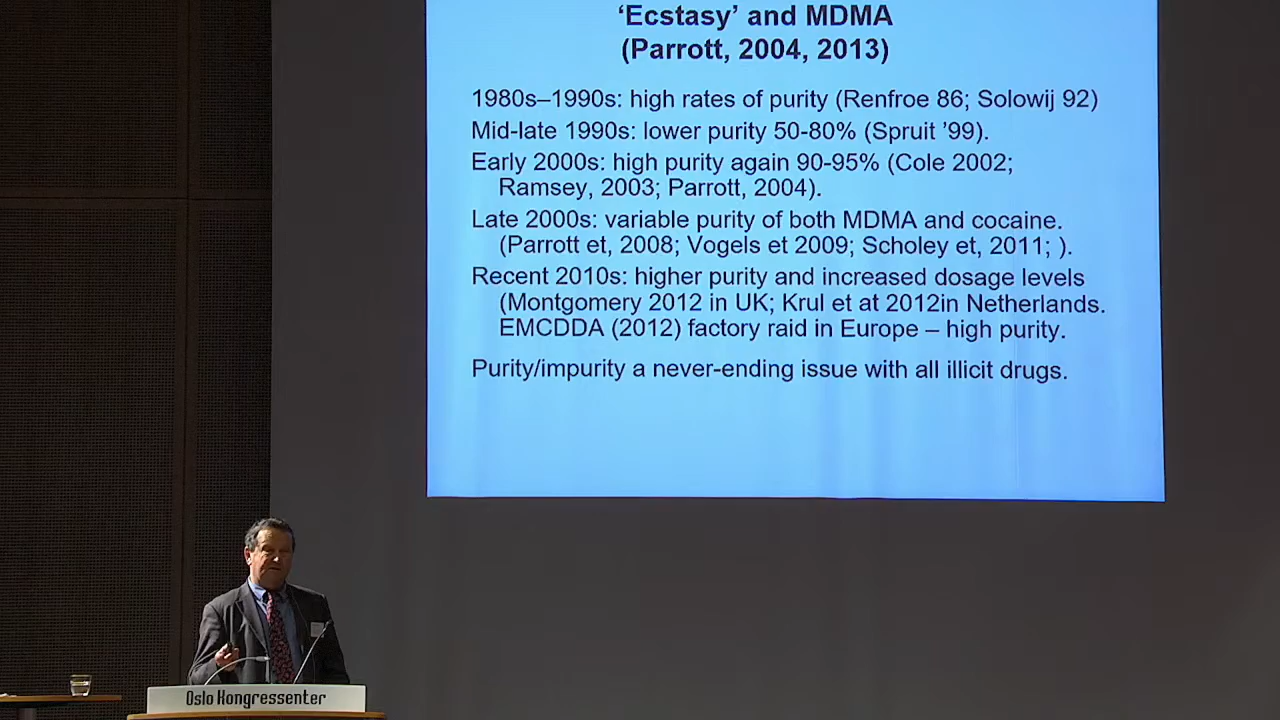 ‘Ecstasy’ and MDMA
(Parrott, 2004, 2013)
1980s–1990s: high rates of purity (Renfroe 86; Solowij 92)
Mid-late 1990s: lower purity 50-80% (Spruit ’99).
Early 2000s: high purity again 90-95% (Cole 2002;
Ramsey, 2003; Parrott, 2004).
Late 2000s: variable purity of both MDMA and cocaine.
(Parrott et, 2008; Vogels et 2009; Scholey et, 2011; ).
Recent 2010s: higher purity and increased dosage levels
(Montgomery 2012 in UK; Krul et at 2012in Netherlands.
EMCDDA (2012) factory raid in Europe – high purity.
Purity/impurity a never-ending issue with all illicit drugs.
Oslo Kongressenter